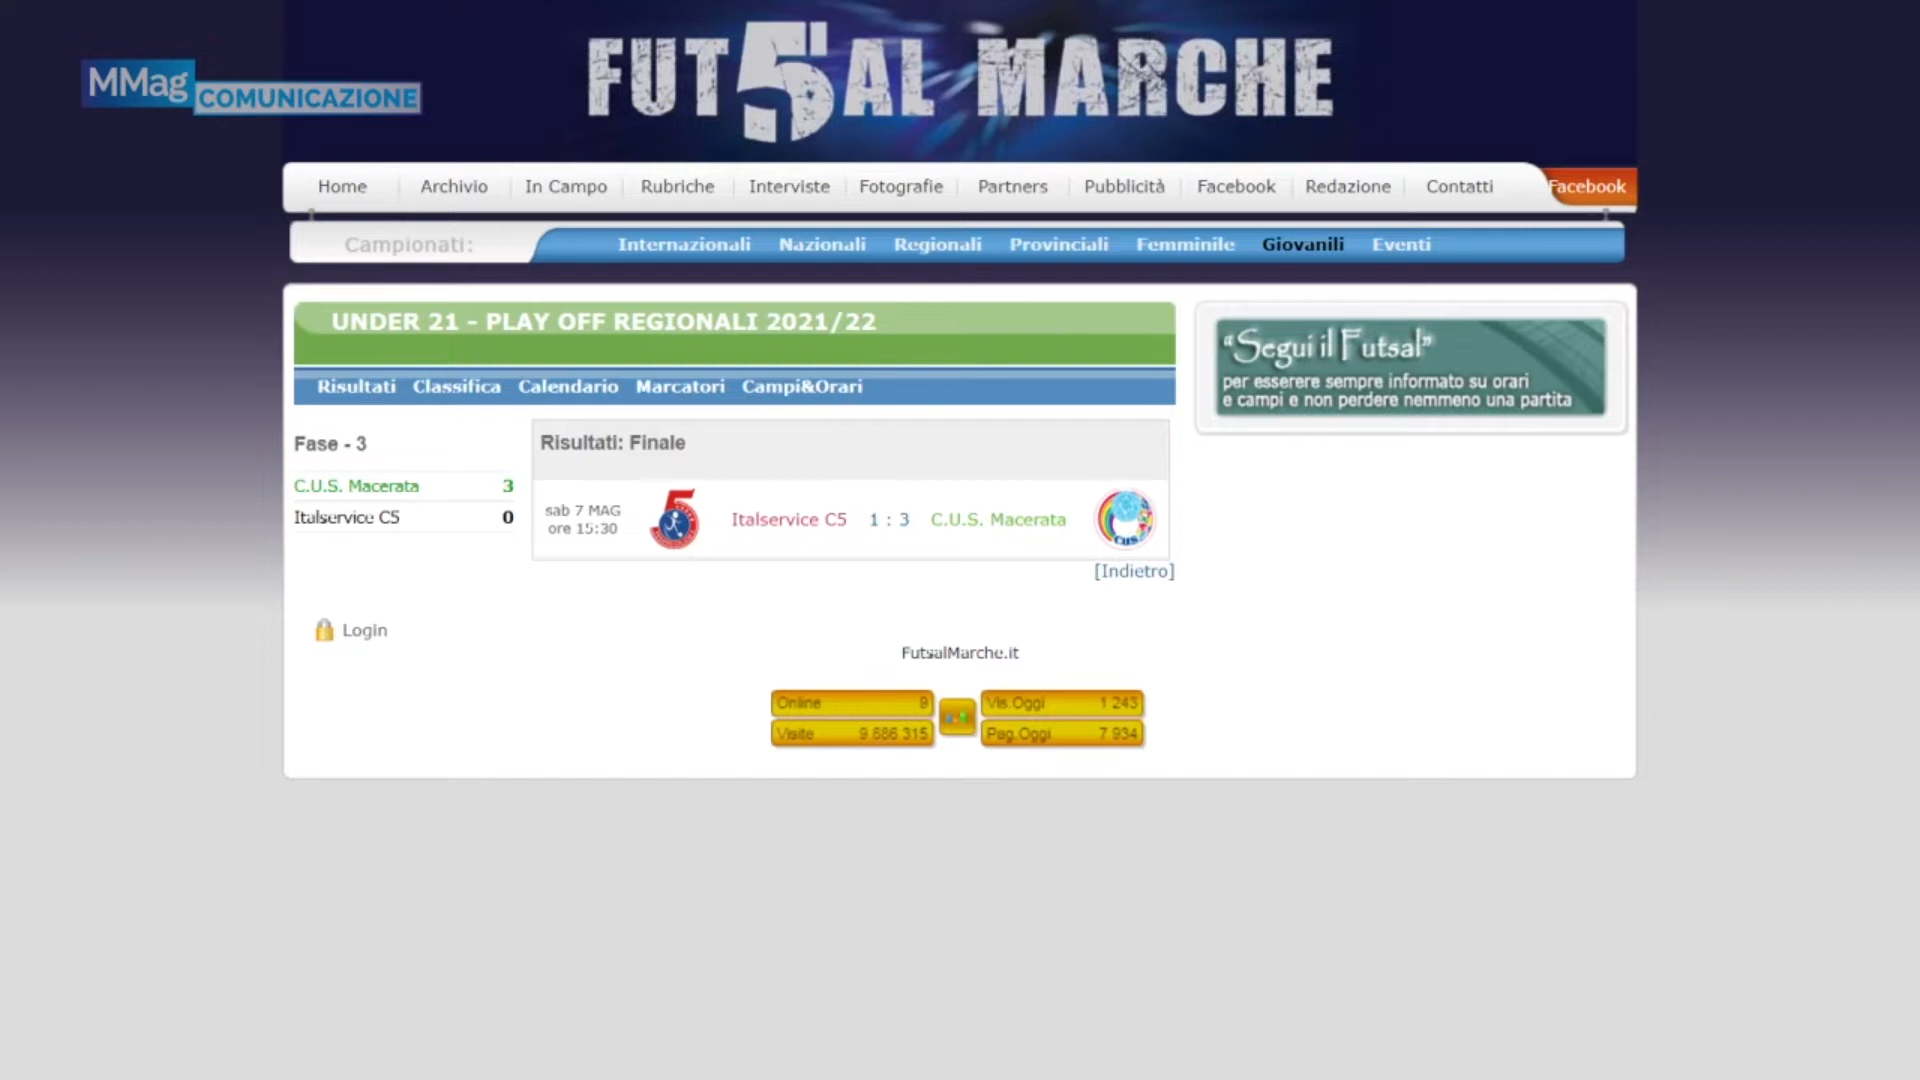 MMag
COMUNICAZIONE
FUT5AL MARCHE
Home Archivio In Campo Rubriche Interviste Fotografie Partners Pubblicità Facebook Redazione Contatti Facebook
Campionati: Internazionali Nazionali Regionali Provinciali Femminile Giovanili Eventi
UNDER 21 - PLAY OFF REGIONALI 2021/22
Risultati Classifica Calendario Marcatori Campi&Orari
"Segui il Futsal"
per esserere sempre informato su orari
e campi e non perdere nemmeno una partita
Fase - 3
C.U.S. Macerata 3
Italservice C5 0
Risultati: Finale
sab 7 MAG
ore 15:30
5
Italservice C5 1 : 3 C.U.S. Macerata
CUS
[Indietro]
Login
FutsalMarche.it
Online 9
Visite 9.686.315
Vis.Oggi 1.243
Pag.Oggi 7.934